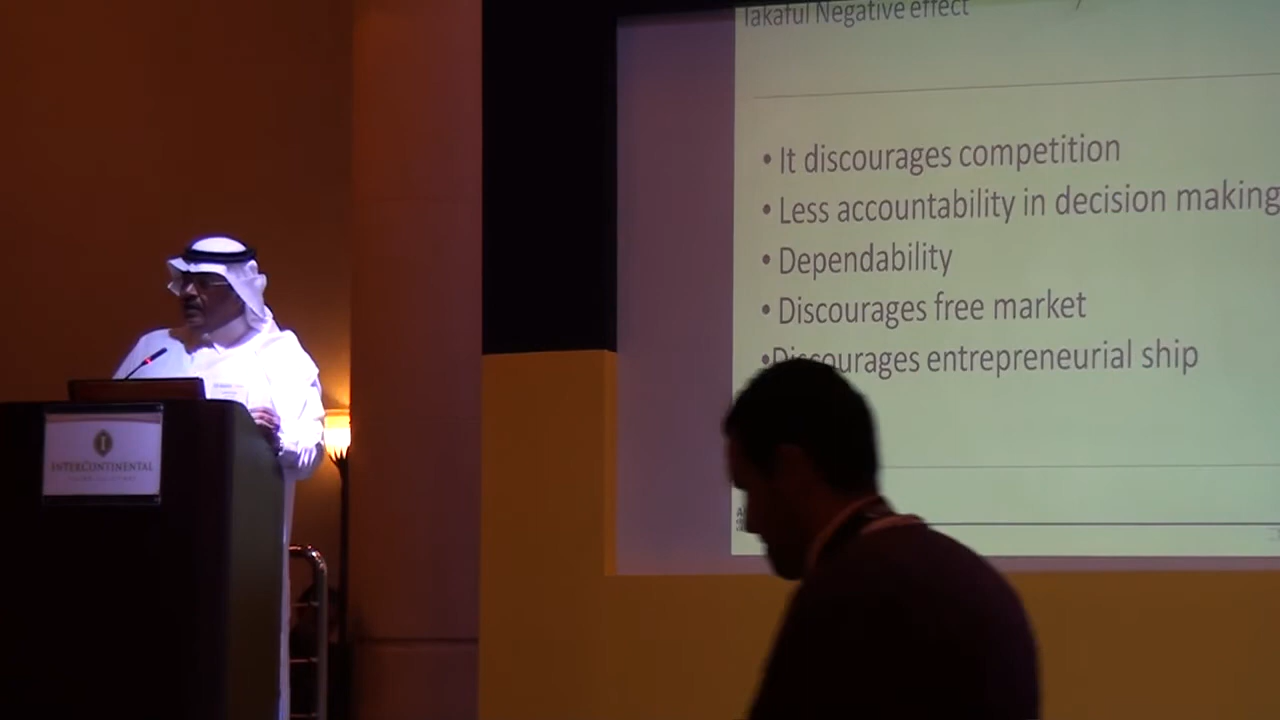 Takaful Negative effect
• It discourages competition
• Less accountability in decision making
• Dependability
• Discourages free market
•Discourages entrepreneurial ship
INTERCONTINENTAL